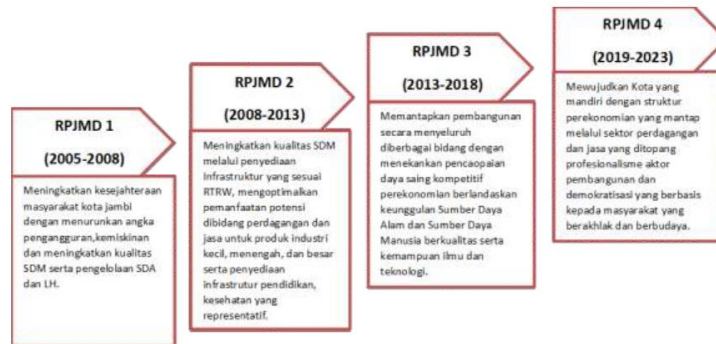 RPJMD 1
(2005-2008)
Meningkatkan kesejahteraan
masyarakat kota jambi
dengan menurunkan angka
pengangguran,kemiskinan
dan meningkatkan kualitas
SDM serta pengelolaan SDA
dan LH.
RPJMD 2
(2008-2013)
Meningkatkan kualitas SDM
melalui penyediaan
Infrastruktur yang sesuai
RTRW, mengoptimalkan
pemanfaatan potensi
dibidang perdagangan dan
jasa untuk produk industri
kecil, menengah, dan besar
serta penyediaan
infrastrutur pendidikan,
kesehatan yang
representatif.
RPJMD 3
(2013-2018)
Memantapkan pembangunan
secara menyeluruh
diberbagai bidang dengan
menekankan pencaopaian
daya saing kompetitif
perekonomian berlandaskan
keunggulan Sumber Daya
Alam dan Sumber Daya
Manusia berkualitas serta
kemampuan ilmu dan
teknologi.
RPJMD 4
(2019-2023)
Mewujudkan Kota yang
mandiri dengan struktur
perekonomian yang mantap
melalui sektor perdagangan
dan jasa yang ditopang
profesionalisme aktor
pembangunan dan
demokratisasi yang berbasis
kepada masyarakat yang
berakhlak dan berbudaya.